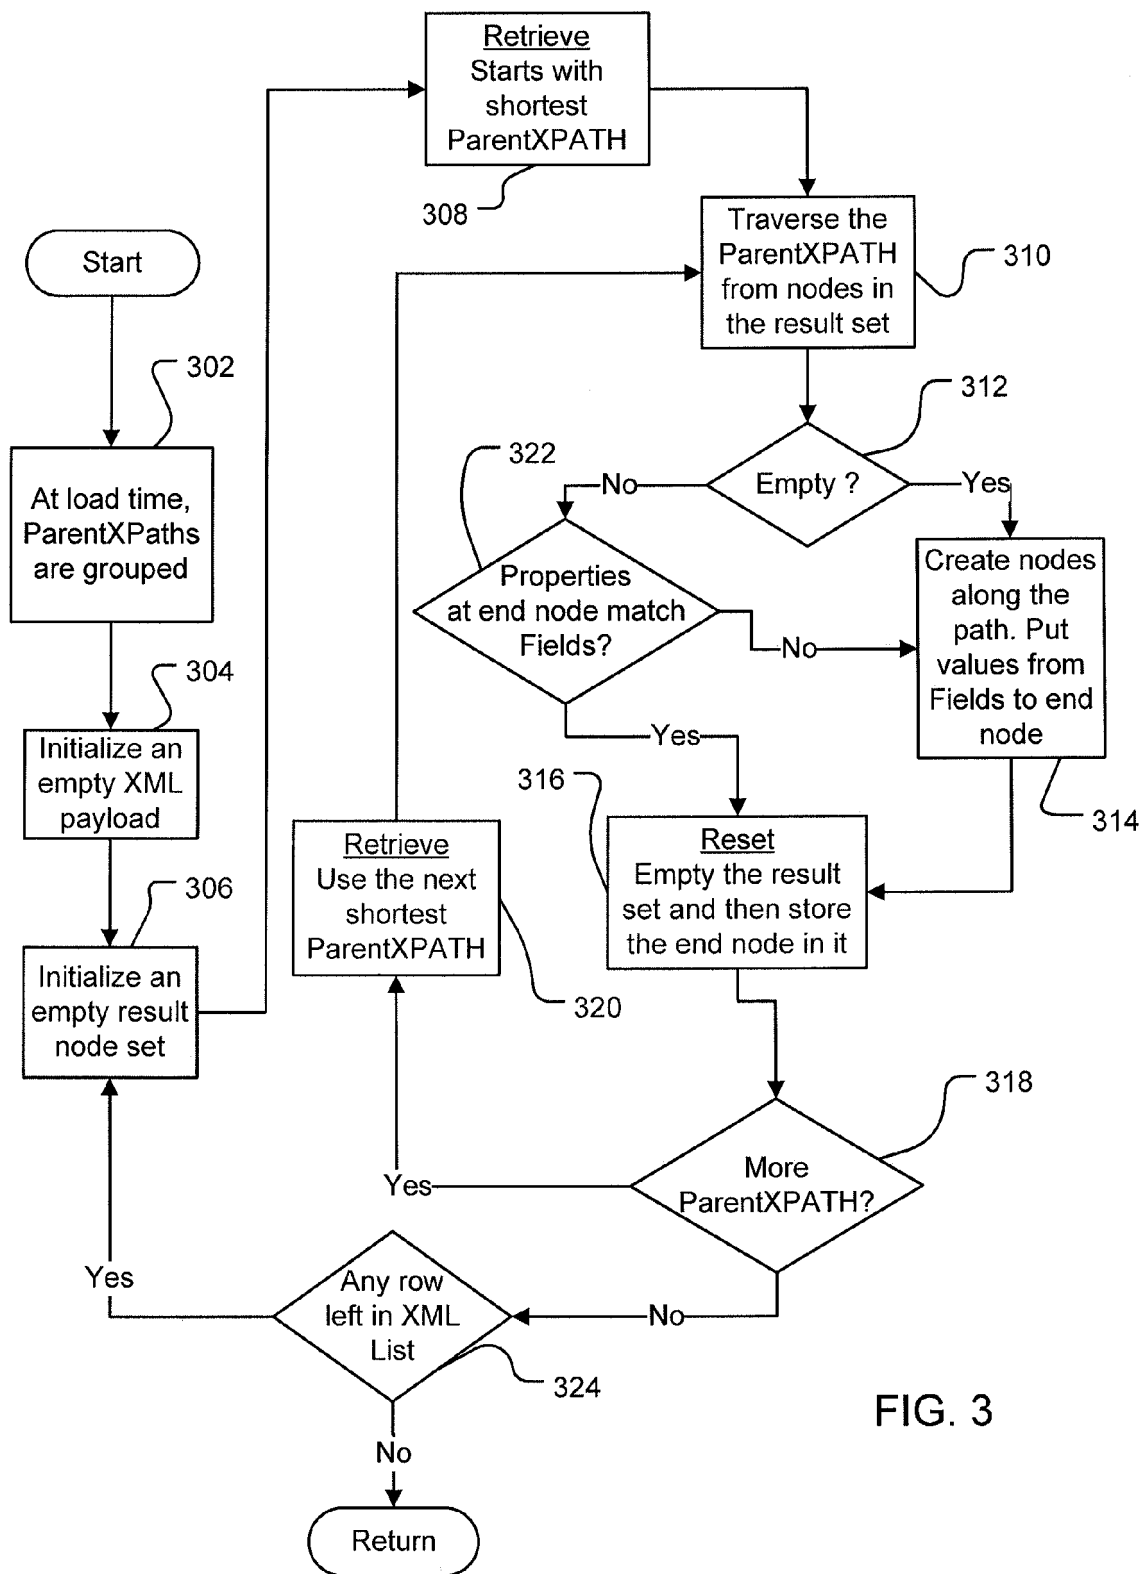 Retrieve
Starts with
shortest
ParentXPATH
308
Start
Traverse the
ParentXPATH
from nodes in
the result set
310
302
312
322
Empty ?
No
Yes
At load time,
ParentXPaths
are grouped
Properties
at end node match
Fields?
No
Create nodes
along the
path. Put
values from
Fields to end
node
304
Initialize an
empty XML
payload
Yes
316
314
Retrieve
Use the next
shortest
ParentXPATH
Reset
Empty the result
set and then store
the end node in it
306
Initialize an
empty result
node set
320
318
More
ParentXPATH?
Yes
Yes
Any row
left in XML
List
No
324
FIG. 3
No
Return